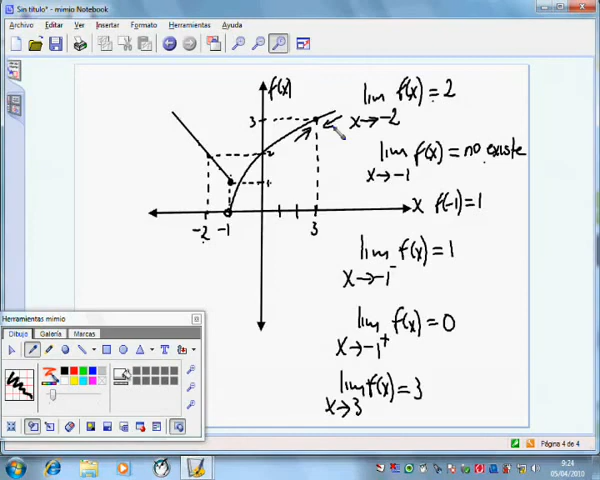 Sin título* - mimio Notebook
Archivo Editar Ver Insertar Formato Herramientas Ayuda
f(x)
lim f(x) = 2
x→-2
3
lim f(x) = no existe
x→-1
2
1
x f(-1) = 1
-2 -1 3
lim f(x) = 1
x→-1⁻
lim f(x) = 0
x→-1⁺
lim f(x) = 3
x→3
Herramientas mimio
Dibujo Galería Marcas
T
Página 4 de 4
9:24
05/04/2010